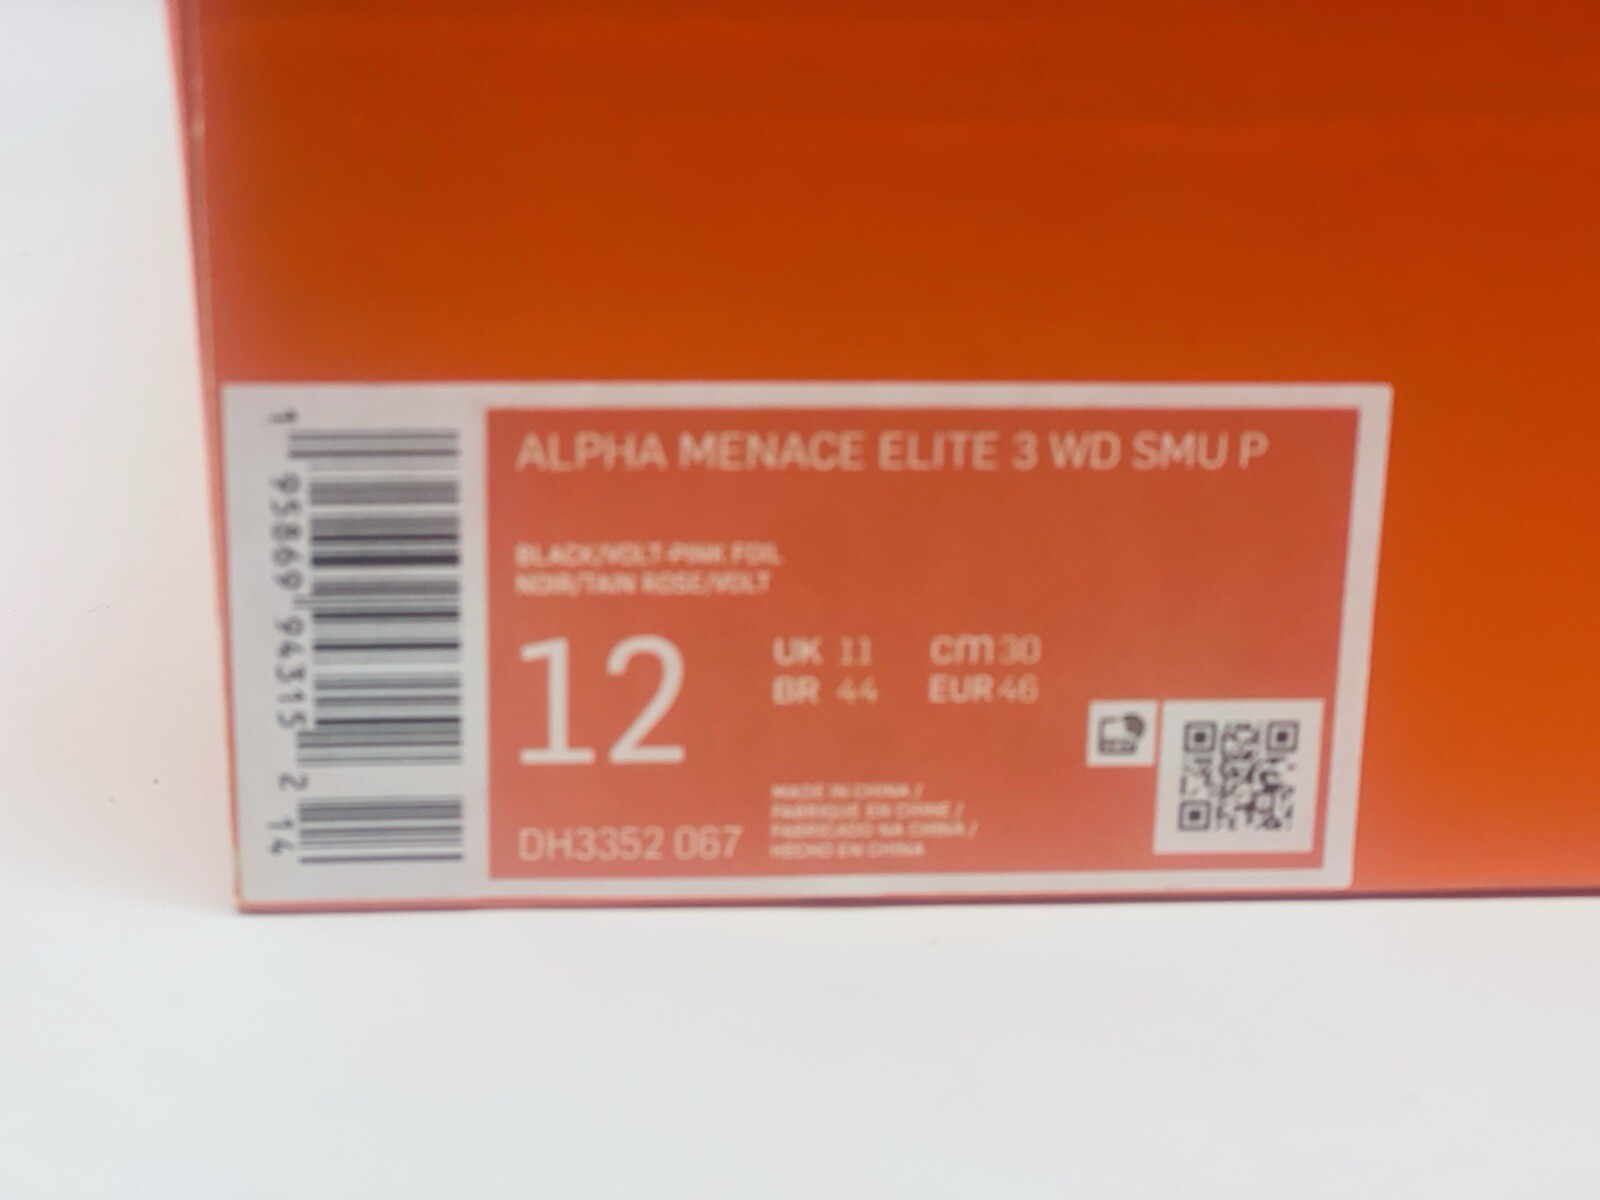 1 95869 94315 2 14
ALPHA MENACE ELITE 3 WD SMU P
BLACK/VOLT-PINK FOIL
NOIR/TAIN ROSE/VOLT
12
UK 11 cm 30
BR 44 EUR 46
DH3352 067
MADE IN CHINA /
FABRIQUE EN CHINE /
FABRICADO NA CHINA /
HECHO EN CHINA